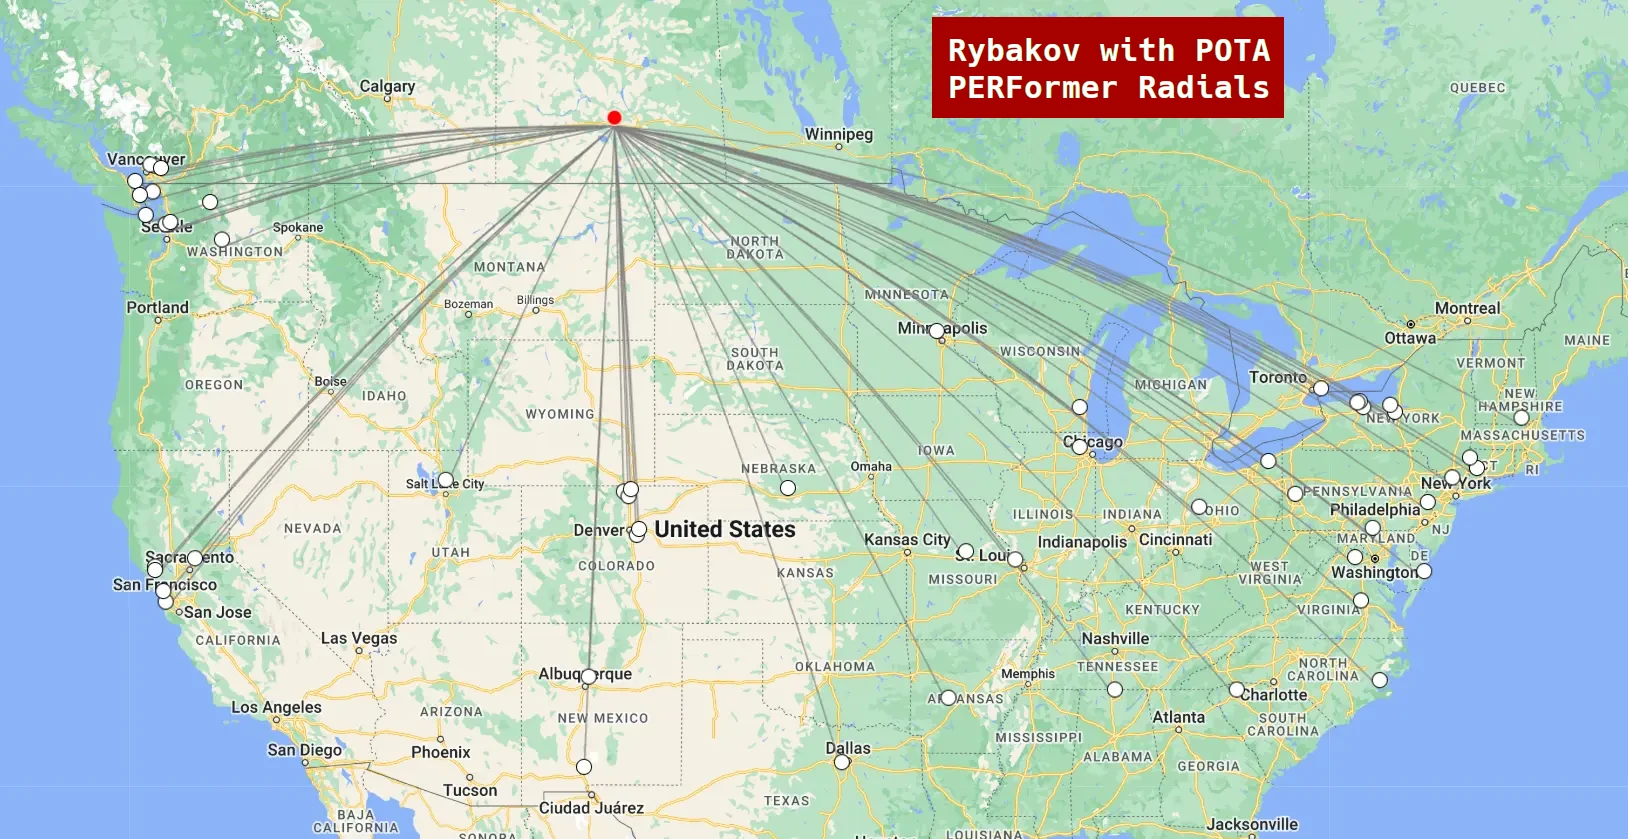 Rybakov with POTA
PERFormer Radials
QUEBEC
Calgary
Winnipeg
Vancouver
Seattle
Spokane
WASHINGTON
NORTH
DAKOTA
MONTANA
MINNESOTA
Bozeman
Billings
Portland
Montreal
Minneapolis
Ottawa
MAINE
WISCONSIN
SOUTH
DAKOTA
VERMONT
Toronto
Boise
OREGON
IDAHO
MICHIGAN
NEW
HAMPSHIRE
WYOMING
NEW YORK
MASSACHUSETTS
Chicago
IOWA
Omaha
NEBRASKA
CT
RI
Salt Lake City
New York
PENNSYLVANIA
Philadelphia
OHIO
ILLINOIS
INDIANA
NEVADA
Denver
United States
NJ
Kansas City
Indianapolis
Cincinnati
MARYLAND
UTAH
Sacramento
St. Louis
DE
COLORADO
KANSAS
MISSOURI
WEST
VIRGINIA
Washington
San Francisco
San Jose
KENTUCKY
VIRGINIA
CALIFORNIA
Las Vegas
Nashville
OKLAHOMA
TENNESSEE
NORTH
CAROLINA
Albuquerque
Memphis
Charlotte
ARKANSAS
Los Angeles
ARIZONA
NEW MEXICO
Atlanta
SOUTH
CAROLINA
MISSISSIPPI
San Diego
Phoenix
Dallas
ALABAMA
GEORGIA
Tucson
TEXAS
Ciudad Juárez
BAJA
CALIFORNIA
Jacksonville
SONORA
LOUISIANA